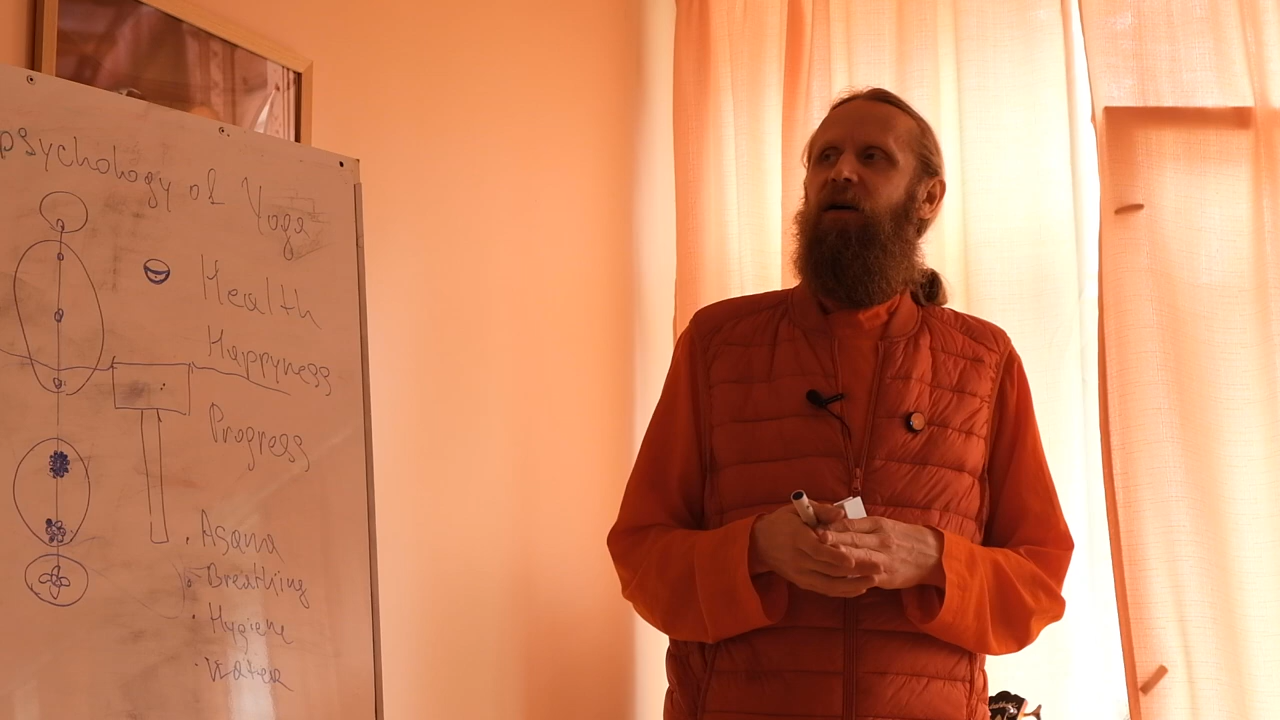 psychology of Yoga
Health
Happyness
Progress
. Asana
. Breathing
. Hygiene
. Water